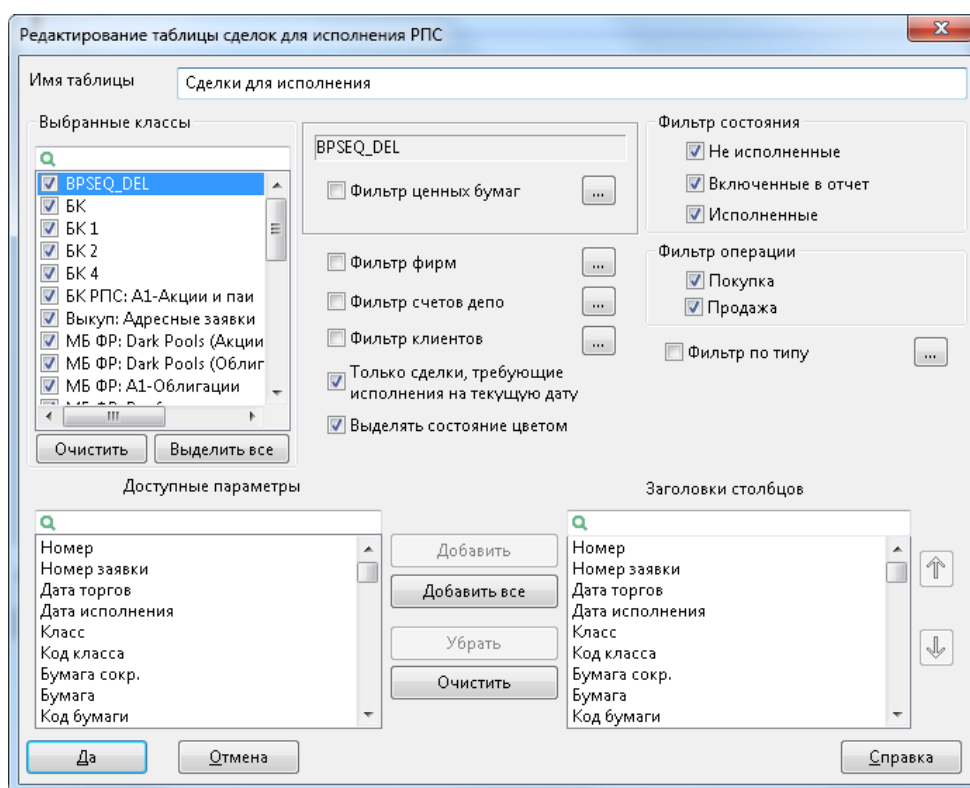 Редактирование таблицы сделок для исполнения РПС
Имя таблицы
Сделки для исполнения
Выбранные классы
BPSEQ_DEL
БК
БК 1
БК 2
БК 4
БК РПС: А1-Акции и паи
Выкуп: Адресные заявки
МБ ФР: Dark Pools (Акции
МБ ФР: Dark Pools (Облиг
МБ ФР: А1-Облигации
Очистить
Выделить все
BPSEQ_DEL
Фильтр ценных бумаг
...
Фильтр фирм
...
Фильтр счетов депо
...
Фильтр клиентов
...
Только сделки, требующие
исполнения на текущую дату
Выделять состояние цветом
Фильтр состояния
Не исполненные
Включенные в отчет
Исполненные
Фильтр операции
Покупка
Продажа
Фильтр по типу
...
Доступные параметры
Номер
Номер заявки
Дата торгов
Дата исполнения
Класс
Код класса
Бумага сокр.
Бумага
Код бумаги
Добавить
Добавить все
Убрать
Очистить
Заголовки столбцов
Номер
Номер заявки
Дата торгов
Дата исполнения
Класс
Код класса
Бумага сокр.
Бумага
Код бумаги
Да
Отмена
Справка